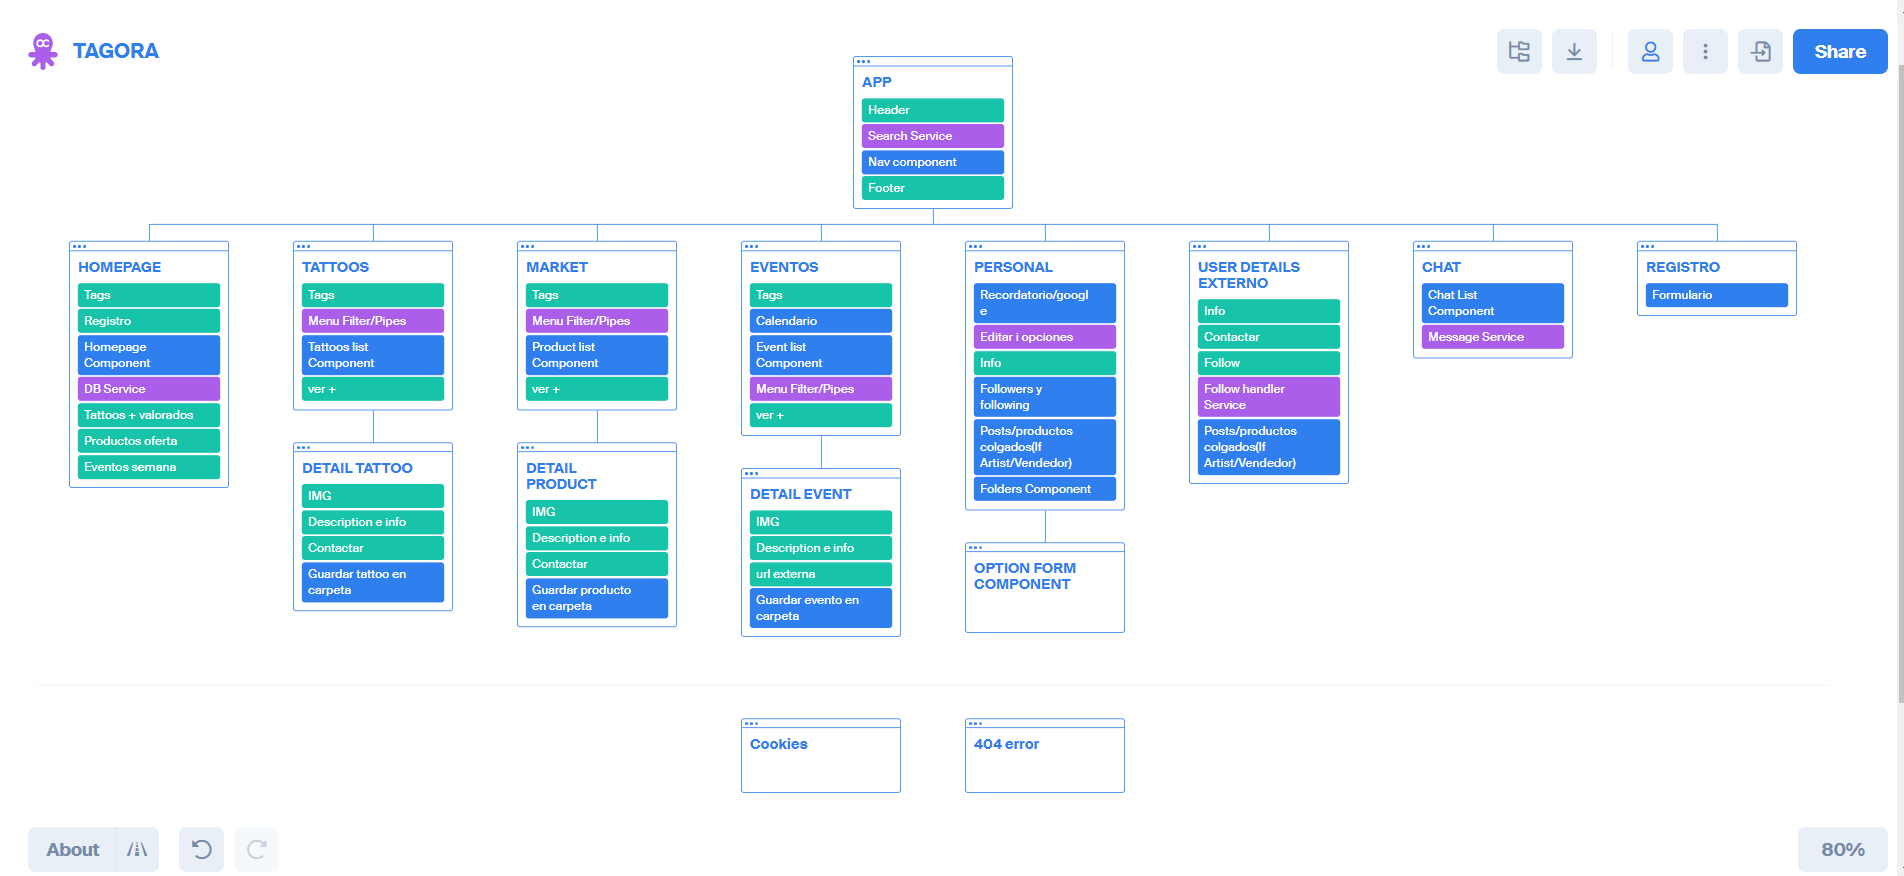 TAGORA
Share
APP
Header
Search Service
Nav component
Footer
HOMEPAGE
Tags
Registro
Homepage
Component
DB Service
Tattoos + valorados
Productos oferta
Eventos semana
TATTOOS
Tags
Menu Filter/Pipes
Tattoos list
Component
ver +
DETAIL TATTOO
IMG
Description e info
Contactar
Guardar tattoo en
carpeta
MARKET
Tags
Menu Filter/Pipes
Product list
Component
ver +
DETAIL
PRODUCT
IMG
Description e info
Contactar
Guardar producto
en carpeta
EVENTOS
Tags
Calendario
Event list
Component
Menu Filter/Pipes
ver +
DETAIL EVENT
IMG
Description e info
url externa
Guardar evento en
carpeta
PERSONAL
Recordatorio/googl
e
Editar i opciones
Info
Followers y
following
Posts/productos
colgados(If
Artist/Vendedor)
Folders Component
OPTION FORM
COMPONENT
USER DETAILS
EXTERNO
Info
Contactar
Follow
Follow handler
Service
Posts/productos
colgados(If
Artist/Vendedor)
CHAT
Chat List
Component
Message Service
REGISTRO
Formulario
Cookies
404 error
About
80%